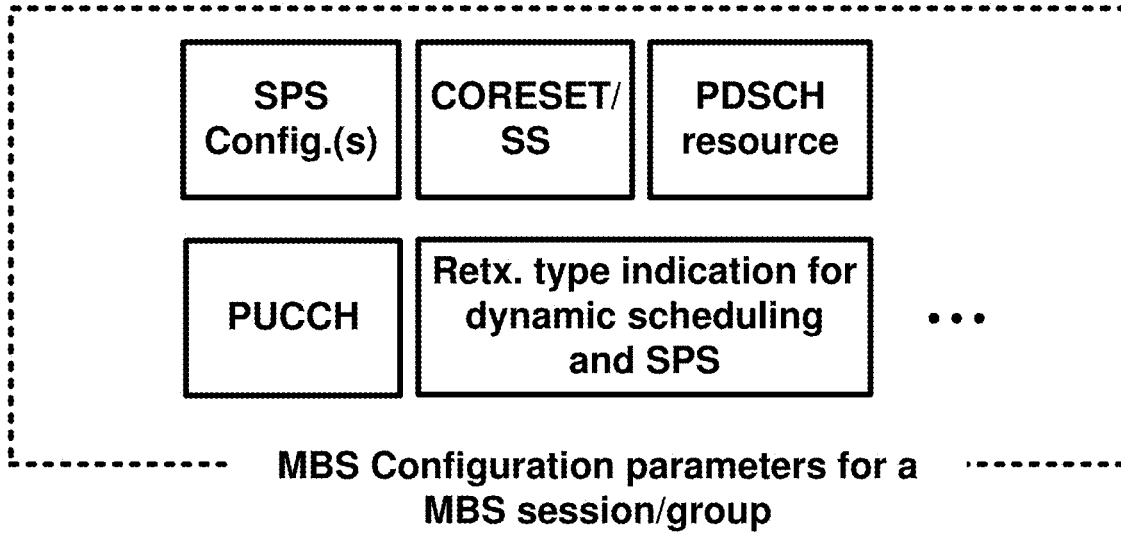 SPS
Config.(s)
CORESET/
SS
PDSCH
resource
PUCCH
Retx. type indication for
dynamic scheduling
and SPS
...
MBS Configuration parameters for a
MBS session/group